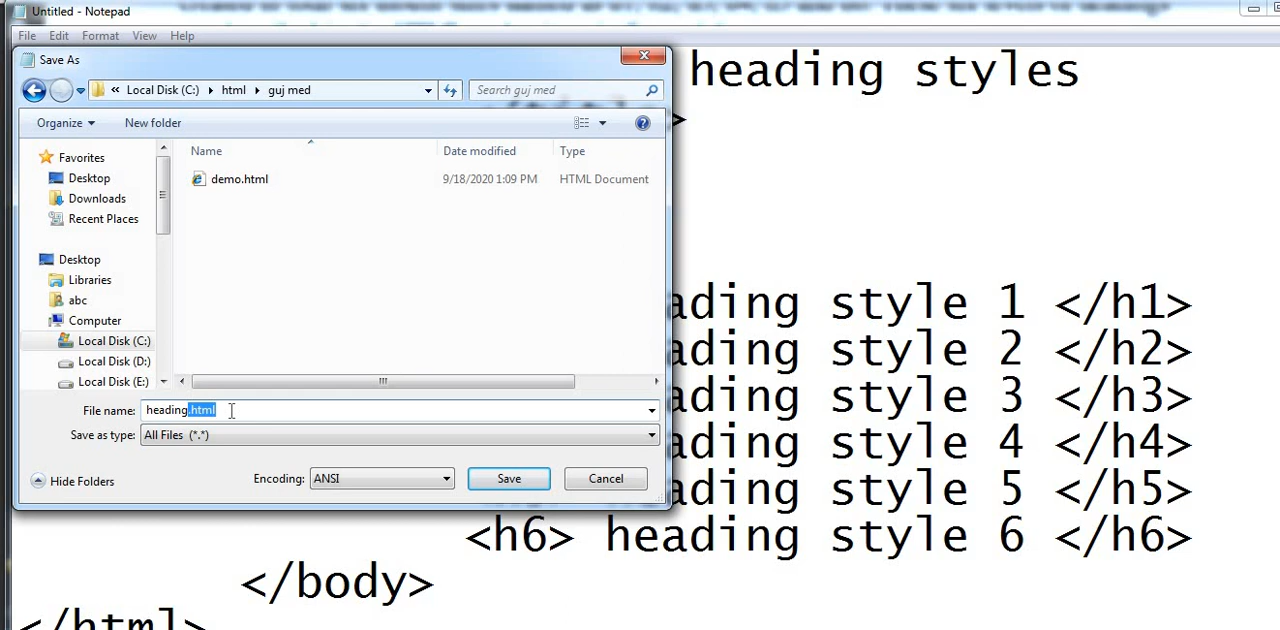 Untitled - Notepad
File Edit Format View Help
Save As
« Local Disk (C:) html guj med
Search guj med
Organize New folder
Name Date modified Type
demo.html 9/18/2020 1:09 PM HTML Document
Favorites
Desktop
Downloads
Recent Places
Desktop
Libraries
abc
Computer
Local Disk (C:)
Local Disk (D:)
Local Disk (E:)
File name: heading.html
Save as type: All Files (*.*)
Hide Folders
Encoding: ANSI
Save
Cancel
heading styles
>
ading style 1 </h1>
ading style 2 </h2>
ading style 3 </h3>
ading style 4 </h4>
ading style 5 </h5>
<h6> heading style 6 </h6>
</body>
</html>